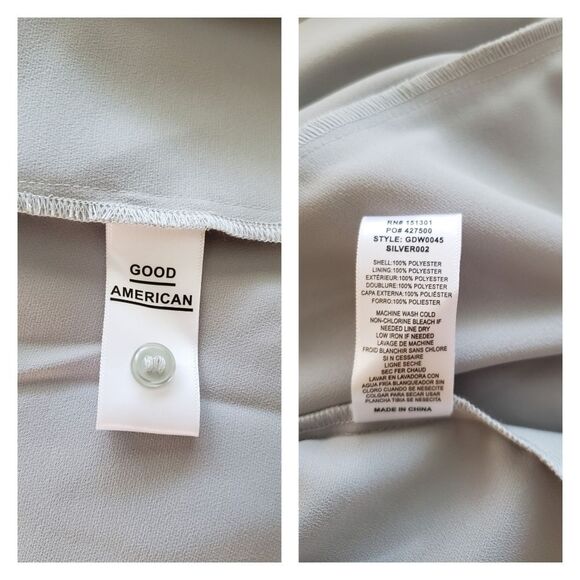 GOOD
AMERICAN
RN# 151301
PO# 427500
STYLE: GDW0045
SILVER002
SHELL:100% POLYESTER
LINING:100% POLYESTER
EXTÉRIEUR:100% POLYESTER
DOUBLURE:100% POLYESTER
CAPA EXTERNA:100% POLIÉSTER
FORRO:100% POLIÉSTER
MACHINE WASH COLD
NON-CHLORINE BLEACH IF
NEEDED LINE DRY
LOW IRON IF NEEDED
LAVAGE DE MACHINE
FROID BLANCHIR SANS CHLORE
SI N CESSAIRE
LIGNE SECHE
SEC FER CHAUD
LAVAR EN LAVADORA CON
AGUA FRIA BLANQUEADOR SIN
CLORO CUANDO SE NESECITE
COLGAR PARA SECAR USAR
PLANCHA TIBIA SI SE NESECITE
MADE IN CHINA